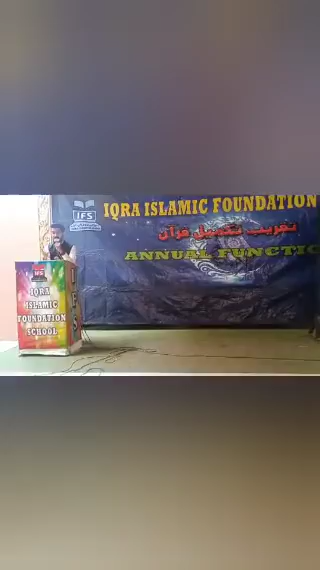 IFS
IQRA ISLAMIC FOUNDATION
تقریب تکمیل قرآن
ANNUAL FUNCTIO
IFS
IQRA
ISLAMIC
FOUNDATION
SCHOOL